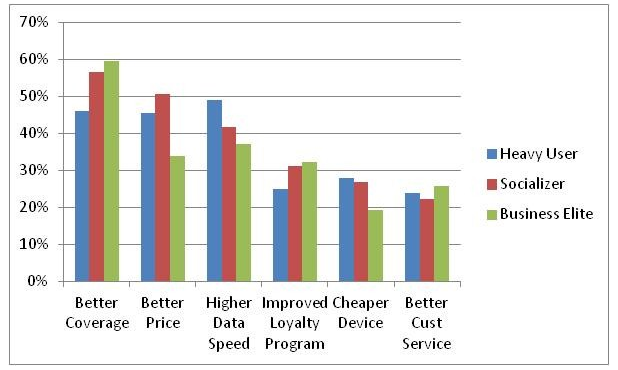 70%
60%
50%
40%
30%
20%
10%
0%
Heavy User
Socializer
Business Elite
Better Coverage
Better Price
Higher Data Speed
Improved Loyalty Program
Cheaper Device
Better Cust Service